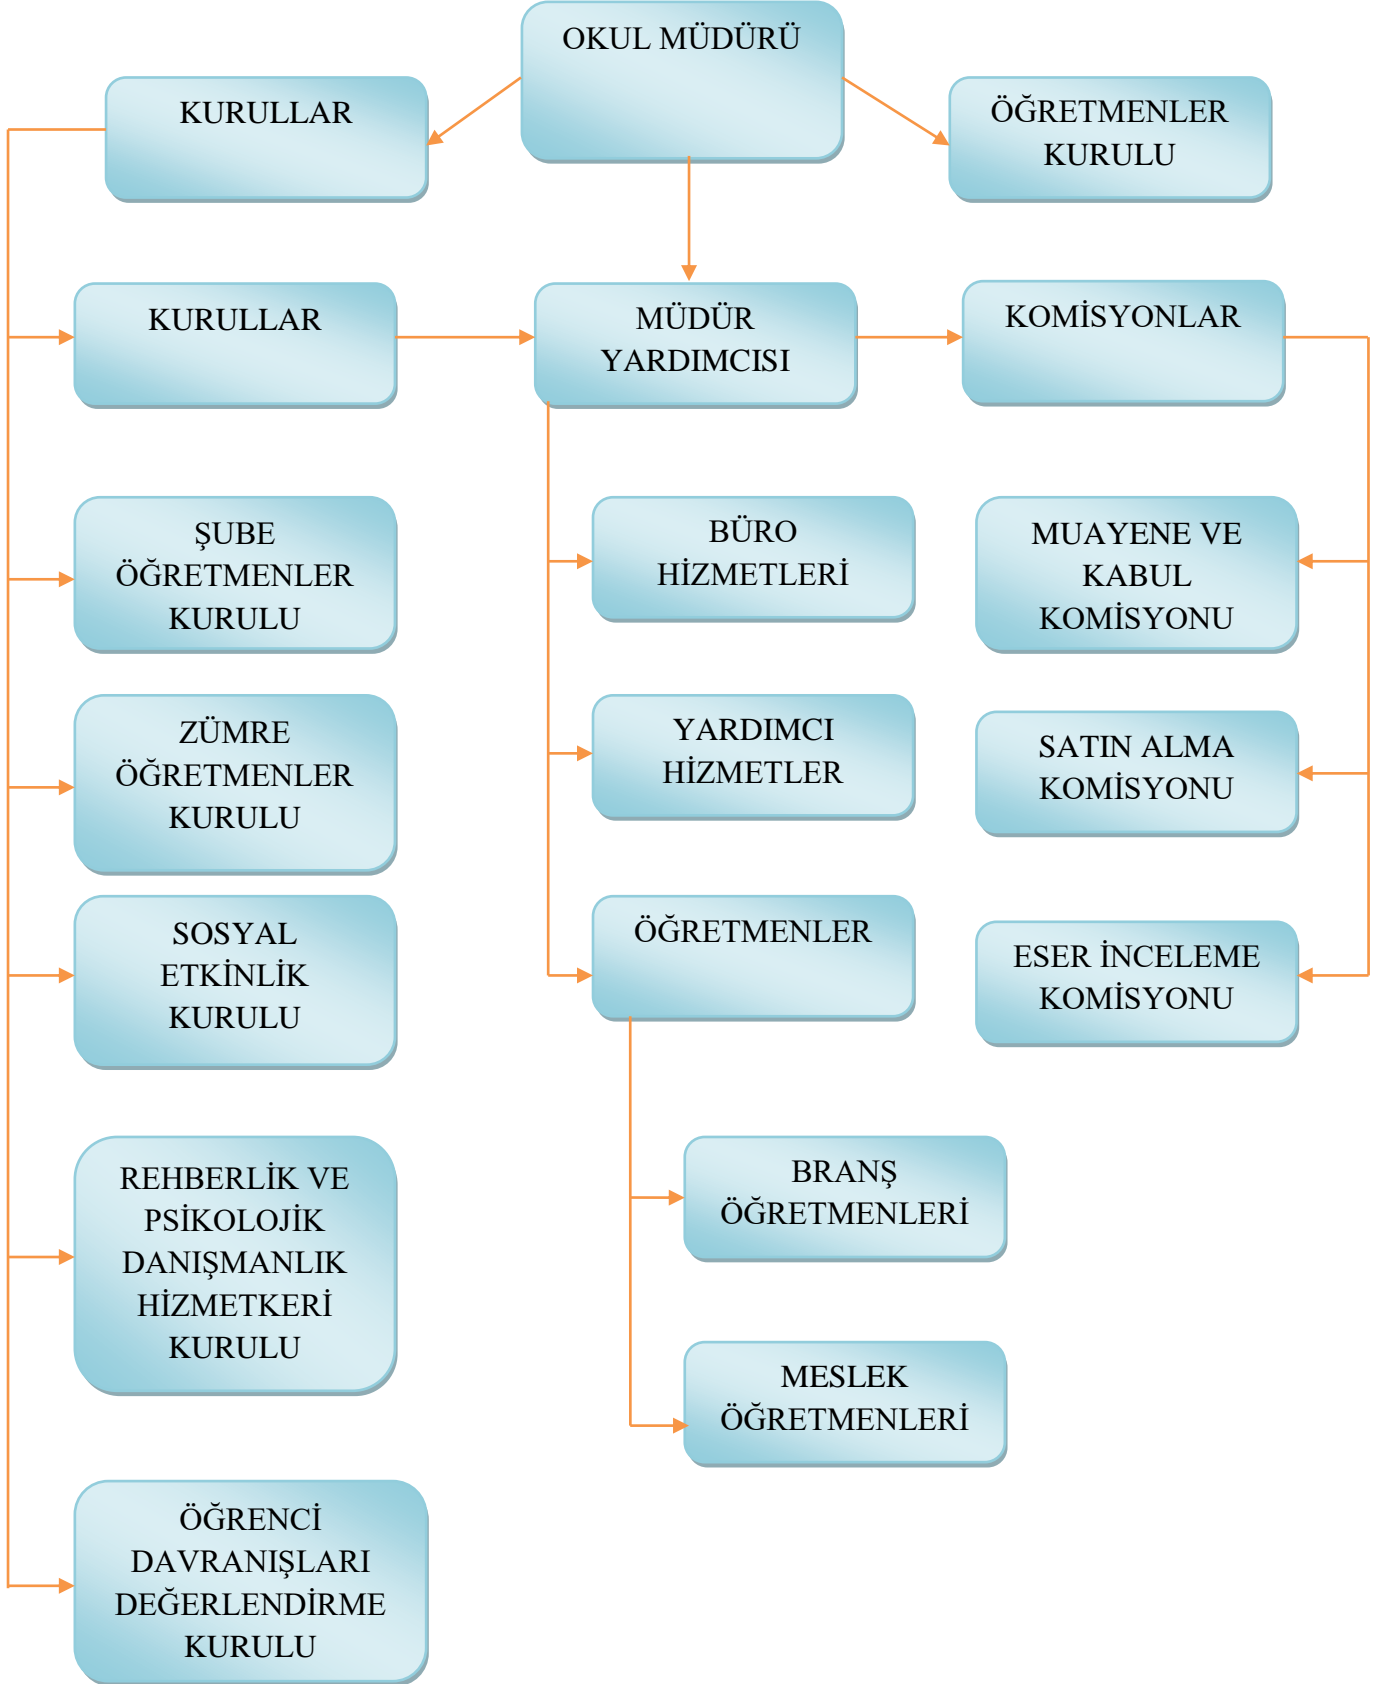 OKUL MÜDÜRÜ
KURULLAR
ÖĞRETMENLER
KURULU
KURULLAR
MÜDÜR
YARDIMCISI
KOMİSYONLAR
ŞUBE
ÖĞRETMENLER
KURULU
BÜRO
HİZMETLERİ
MUAYENE VE
KABUL
KOMİSYONU
ZÜMRE
ÖĞRETMENLER
KURULU
YARDIMCI
HİZMETLER
SATIN ALMA
KOMİSYONU
SOSYAL
ETKİNLİK
KURULU
ÖĞRETMENLER
ESER İNCELEME
KOMİSYONU
REHBERLİK VE
PSİKOLOJİK
DANIŞMANLIK
HİZMETKERİ
KURULU
BRANŞ
ÖĞRETMENLERİ
MESLEK
ÖĞRETMENLERİ
ÖĞRENCİ
DAVRANIŞLARI
DEĞERLENDİRME
KURULU